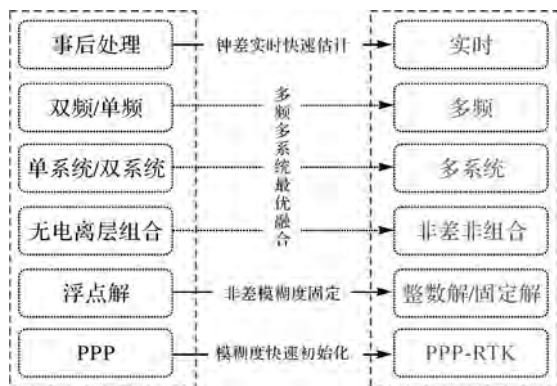 事后处理 钟差实时快速估计 实时
双频/单频 多频
单系统/双系统 多系统
多频多系统最优融合
无电离层组合 非差非组合
浮点解 非差模糊度固定 整数解/固定解
PPP 模糊度快速初始化 PPP-RTK